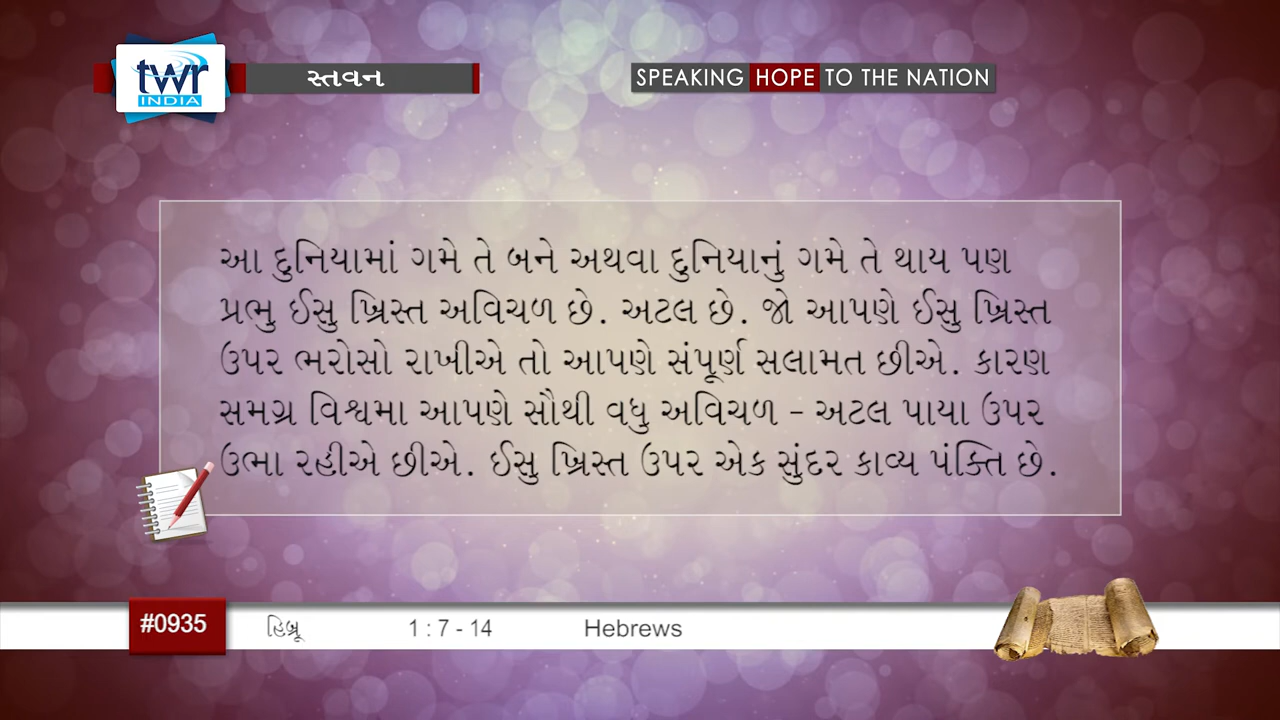 twr
INDIA
સ્તવન
SPEAKING HOPE TO THE NATION
આ દુનિયામાં ગમે તે બને અથવા દુનિયાનું ગમે તે થાય પણ
પ્રભુ ઈસુ ખ્રિસ્ત અવિચળ છે. અટલ છે. જો આપણે ઈસુ ખ્રિસ્ત
ઉપર ભરોસો રાખીએ તો આપણે સંપૂર્ણ સલામત છીએ. કારણ
સમગ્ર વિશ્વમા આપણે સૌથી વધુ અવિચળ - અટલ પાયા ઉપર
ઉભા રહીએ છીએ. ઈસુ ખ્રિસ્ત ઉપર એક સુંદર કાવ્ય પંક્તિ છે.
#0935 હિબ્રૂ 1 : 7 - 14 Hebrews